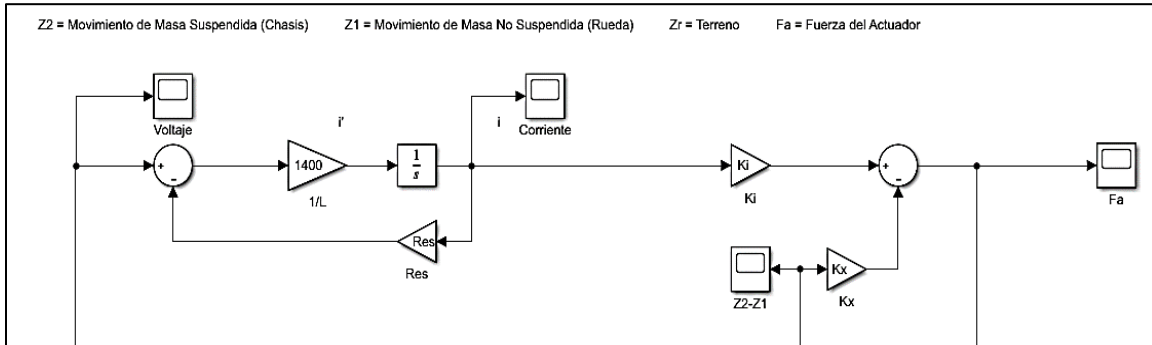 Z2 = Movimiento de Masa Suspendida (Chasis) Z1 = Movimiento de Masa No Suspendida (Rueda) Zr = Terreno Fa = Fuerza del Actuador
Voltaje
i'
i
Corriente
+
-
1400
1/L
1
s
Ki
Ki
+
-
Fa
Res
Res
Z2-Z1
Kx
Kx